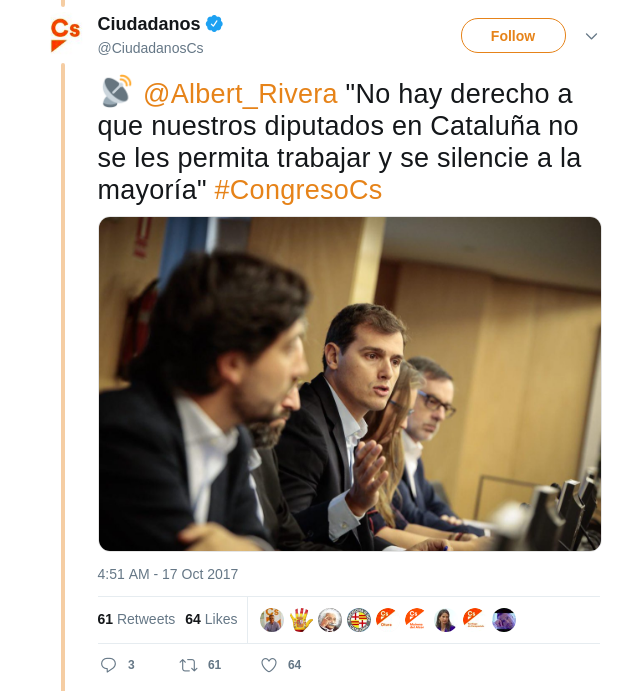 Cs
Ciudadanos
@CiudadanosCs
Follow
@Albert_Rivera "No hay derecho a
que nuestros diputados en Cataluña no
se les permita trabajar y se silencie a la
mayoría" #CongresoCs
4:51 AM - 17 Oct 2017
61 Retweets 64 Likes
3 61 64